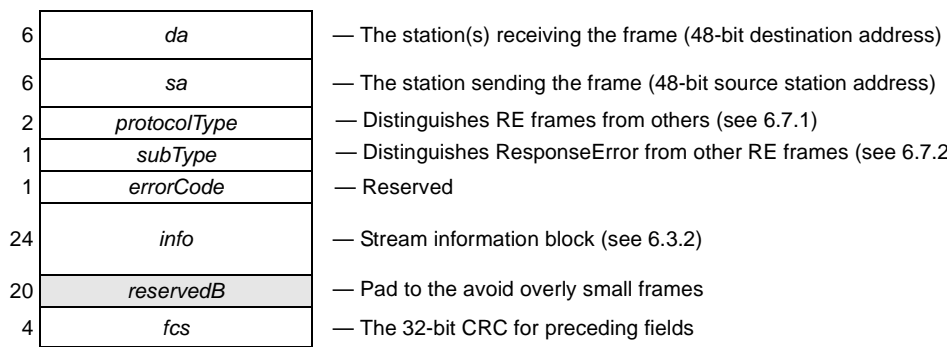 6 da — The station(s) receiving the frame (48-bit destination address)
6 sa — The station sending the frame (48-bit source station address)
2 protocolType — Distinguishes RE frames from others (see 6.7.1)
1 subType — Distinguishes ResponseError from other RE frames (see 6.7.2
1 errorCode — Reserved
24 info — Stream information block (see 6.3.2)
20 reservedB — Pad to the avoid overly small frames
4 fcs — The 32-bit CRC for preceding fields